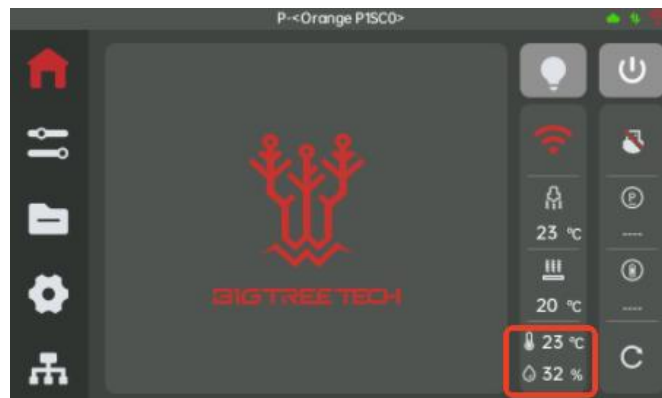 P-<Orange P1SC0>
23 °C
P
----
BIGTREETECH
20 °C
----
23 °C
32 %